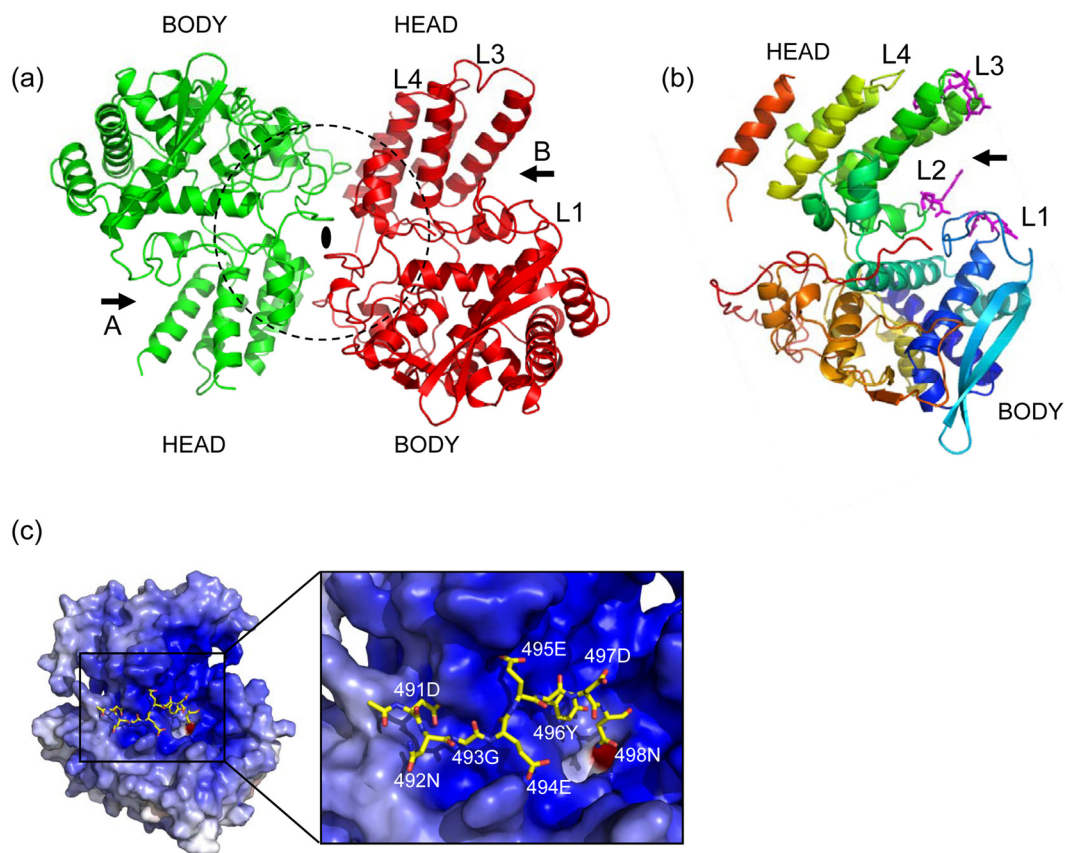 BODY
HEAD
(a)
L4
L3
B
L1
A
HEAD
BODY
(b)
HEAD
L4
L3
L2
L1
BODY
(c)
495E
497D
491D
496Y
493G
498N
492N
494E